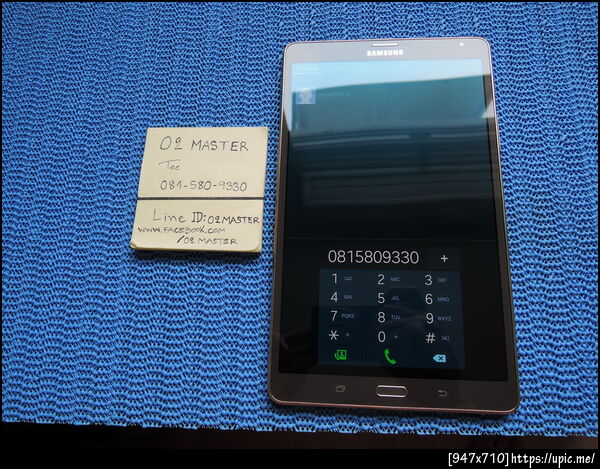 O2 MASTER
Tee
081-580-9330
Line ID: O2MASTER
WWW.FACEBOOK.COM
/O2 MASTER
SAMSUNG
0815809330 +
1 2 ABC 3 DEF
4 GHI 5 JKL 6 MNO
7 PQRS 8 TUV 9 WXYZ
* P 0 + #
[947x710]https://upic.me/